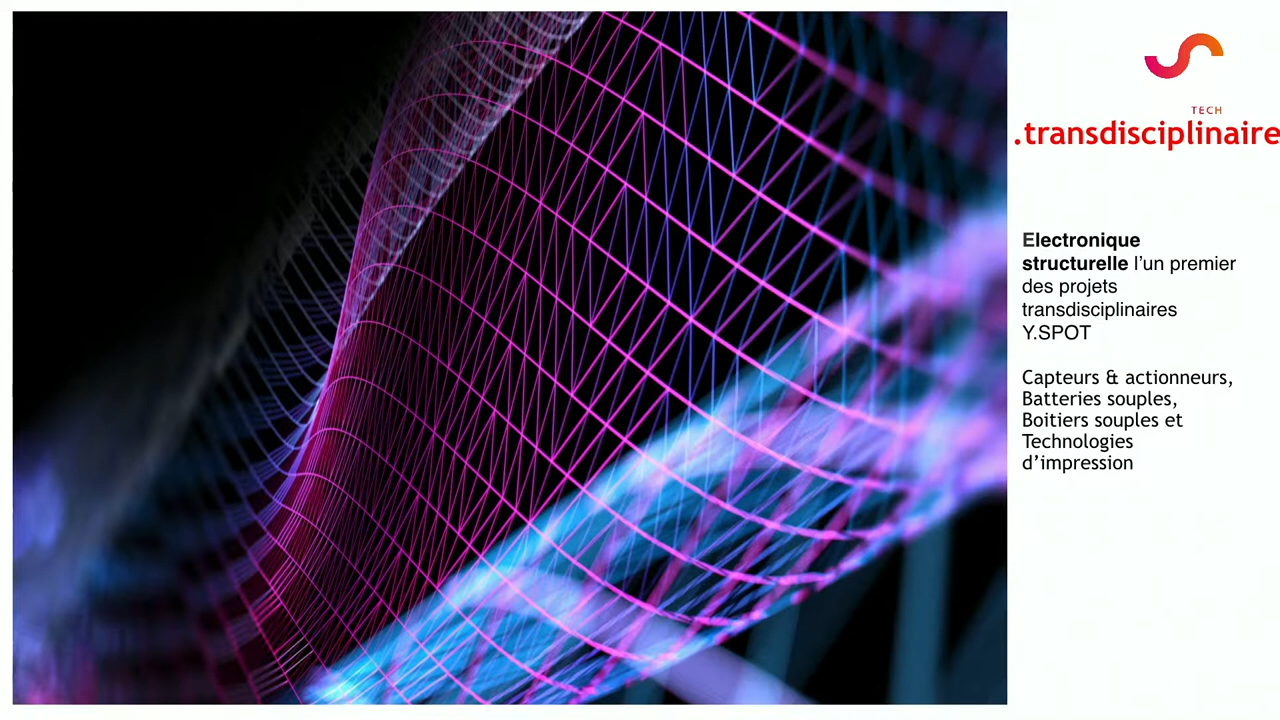 TECH
.transdisciplinaire
Electronique
structurelle l’un premier
des projets
transdisciplinaires
Y.SPOT
Capteurs & actionneurs,
Batteries souples,
Boitiers souples et
Technologies
d’impression